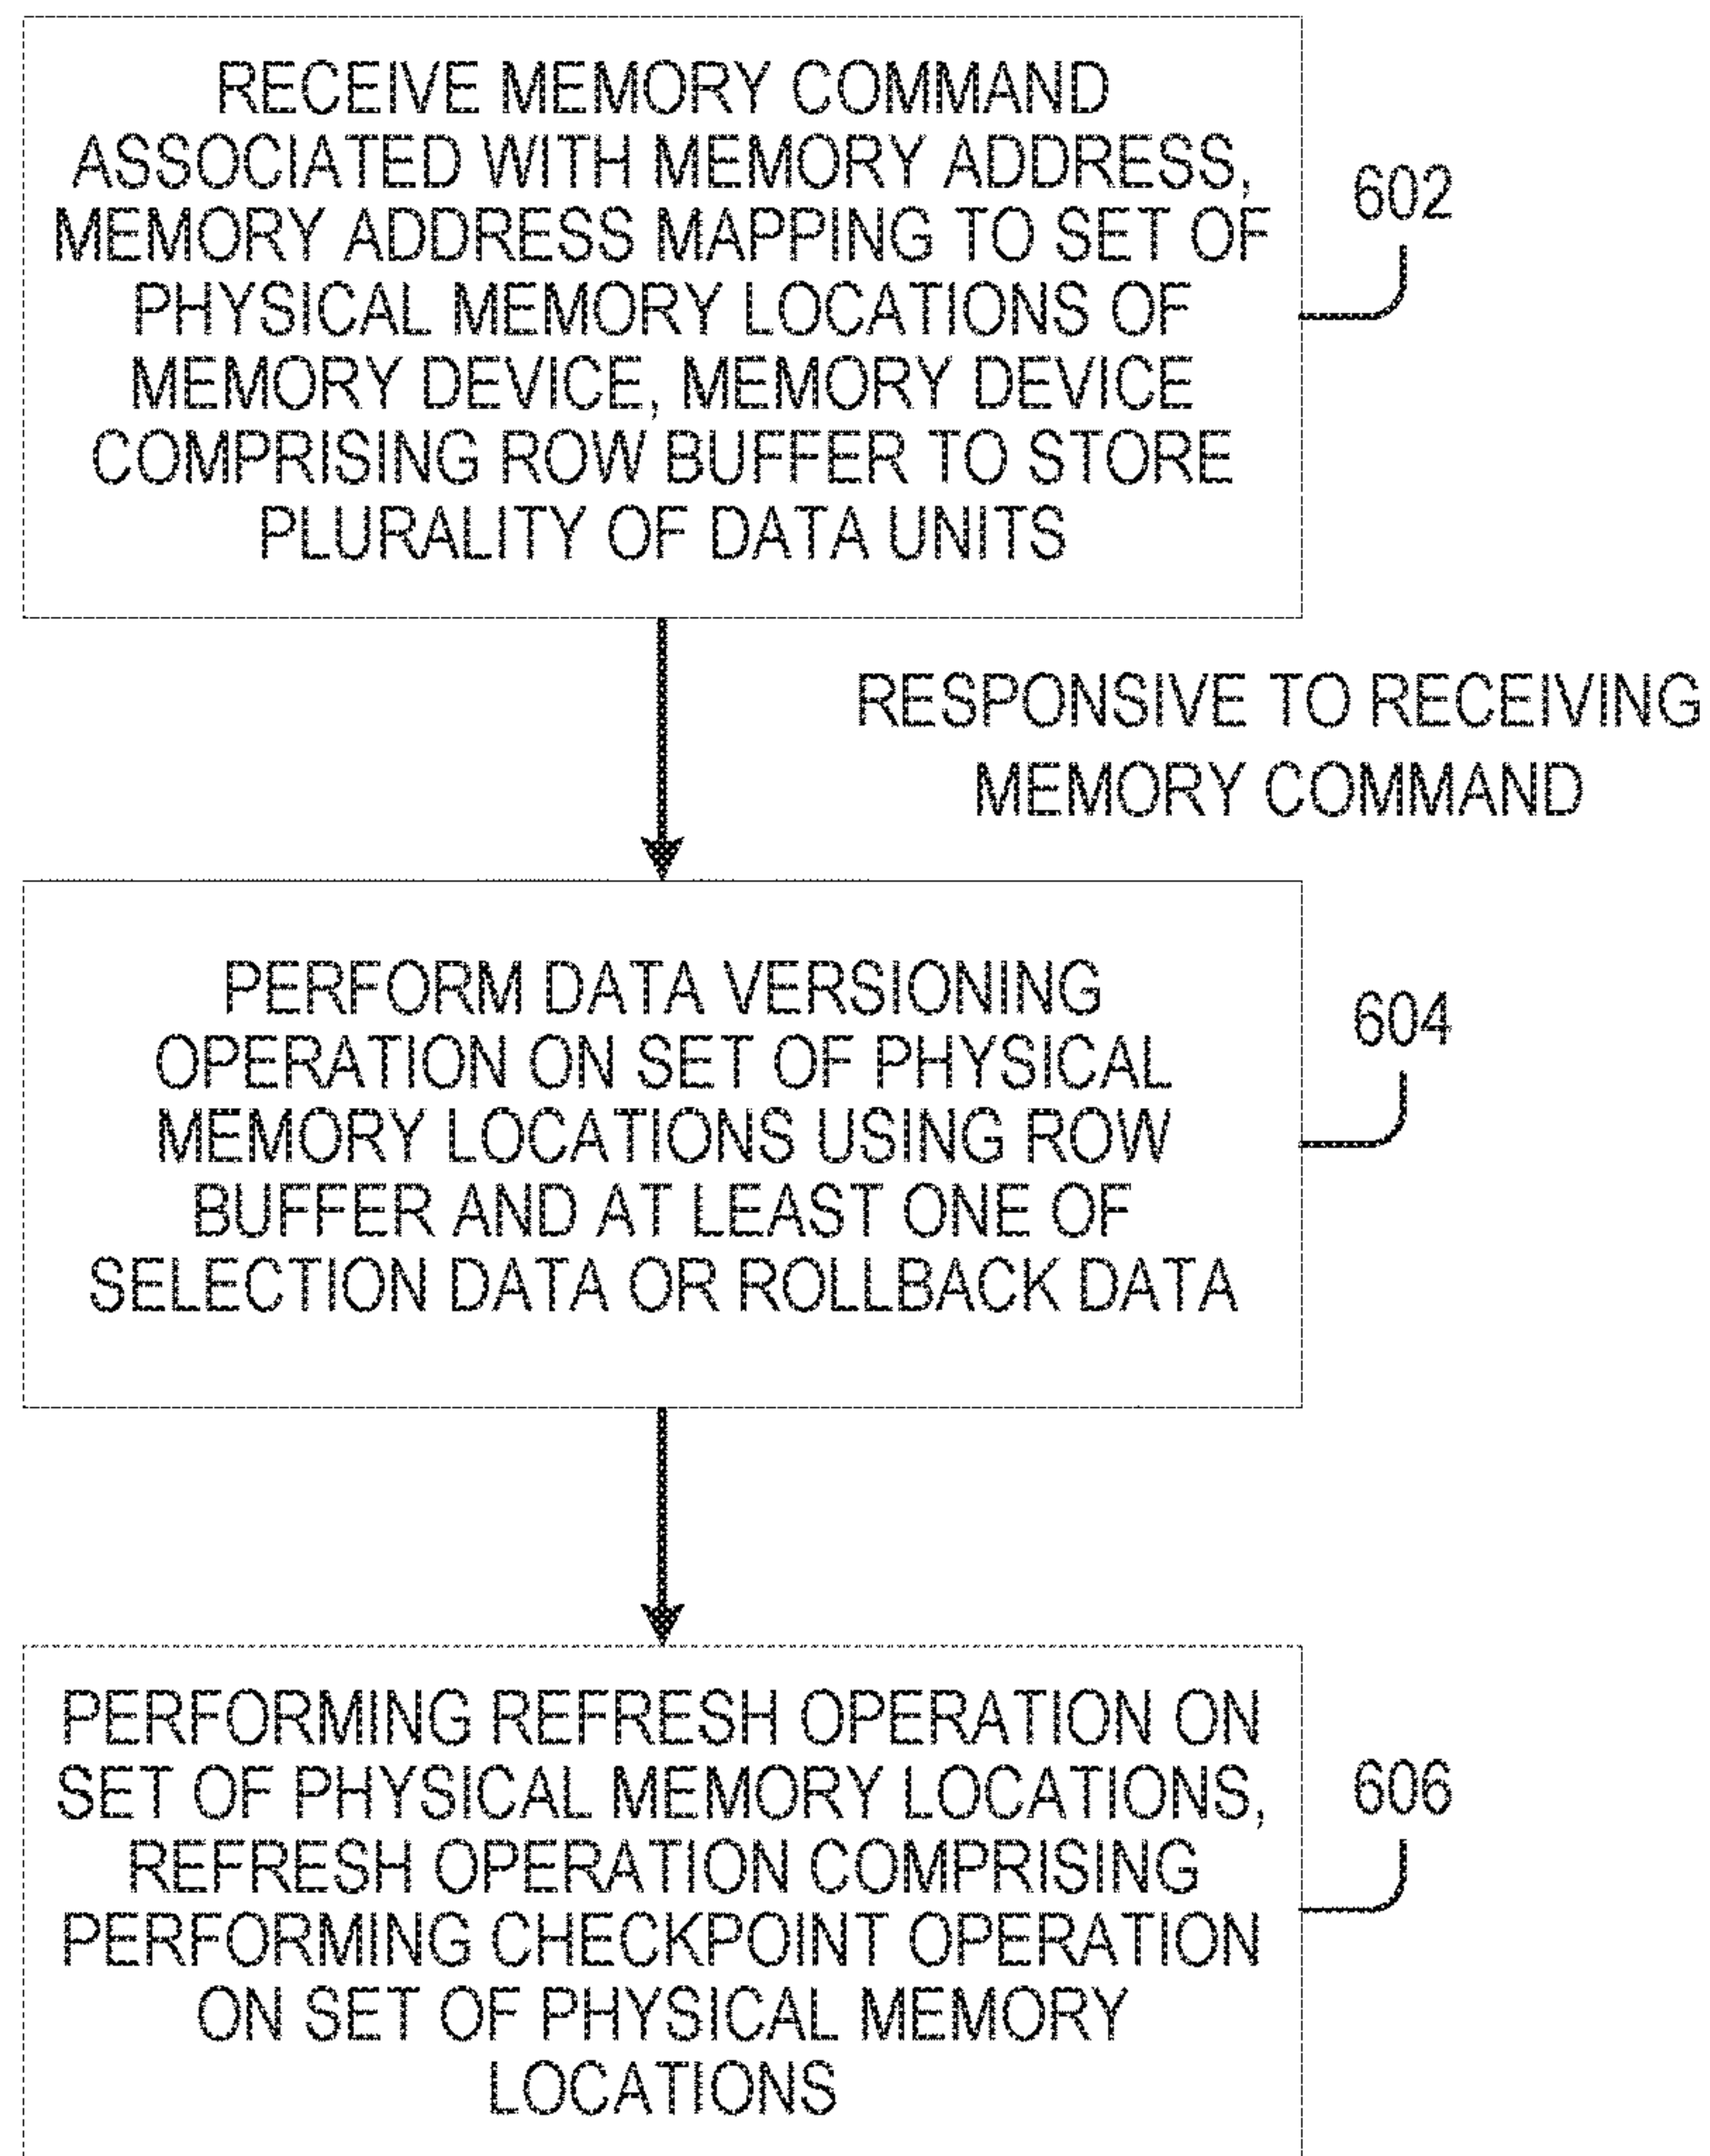 RECEIVE MEMORY COMMAND
ASSOCIATED WITH MEMORY ADDRESS,
MEMORY ADDRESS MAPPING TO SET OF
PHYSICAL MEMORY LOCATIONS OF
MEMORY DEVICE, MEMORY DEVICE
COMPRISING ROW BUFFER TO STORE
PLURALITY OF DATA UNITS
602
RESPONSIVE TO RECEIVING
MEMORY COMMAND
PERFORM DATA VERSIONING
OPERATION ON SET OF PHYSICAL
MEMORY LOCATIONS USING ROW
BUFFER AND AT LEAST ONE OF
SELECTION DATA OR ROLLBACK DATA
604
PERFORMING REFRESH OPERATION ON
SET OF PHYSICAL MEMORY LOCATIONS,
REFRESH OPERATION COMPRISING
PERFORMING CHECKPOINT OPERATION
ON SET OF PHYSICAL MEMORY
LOCATIONS
606